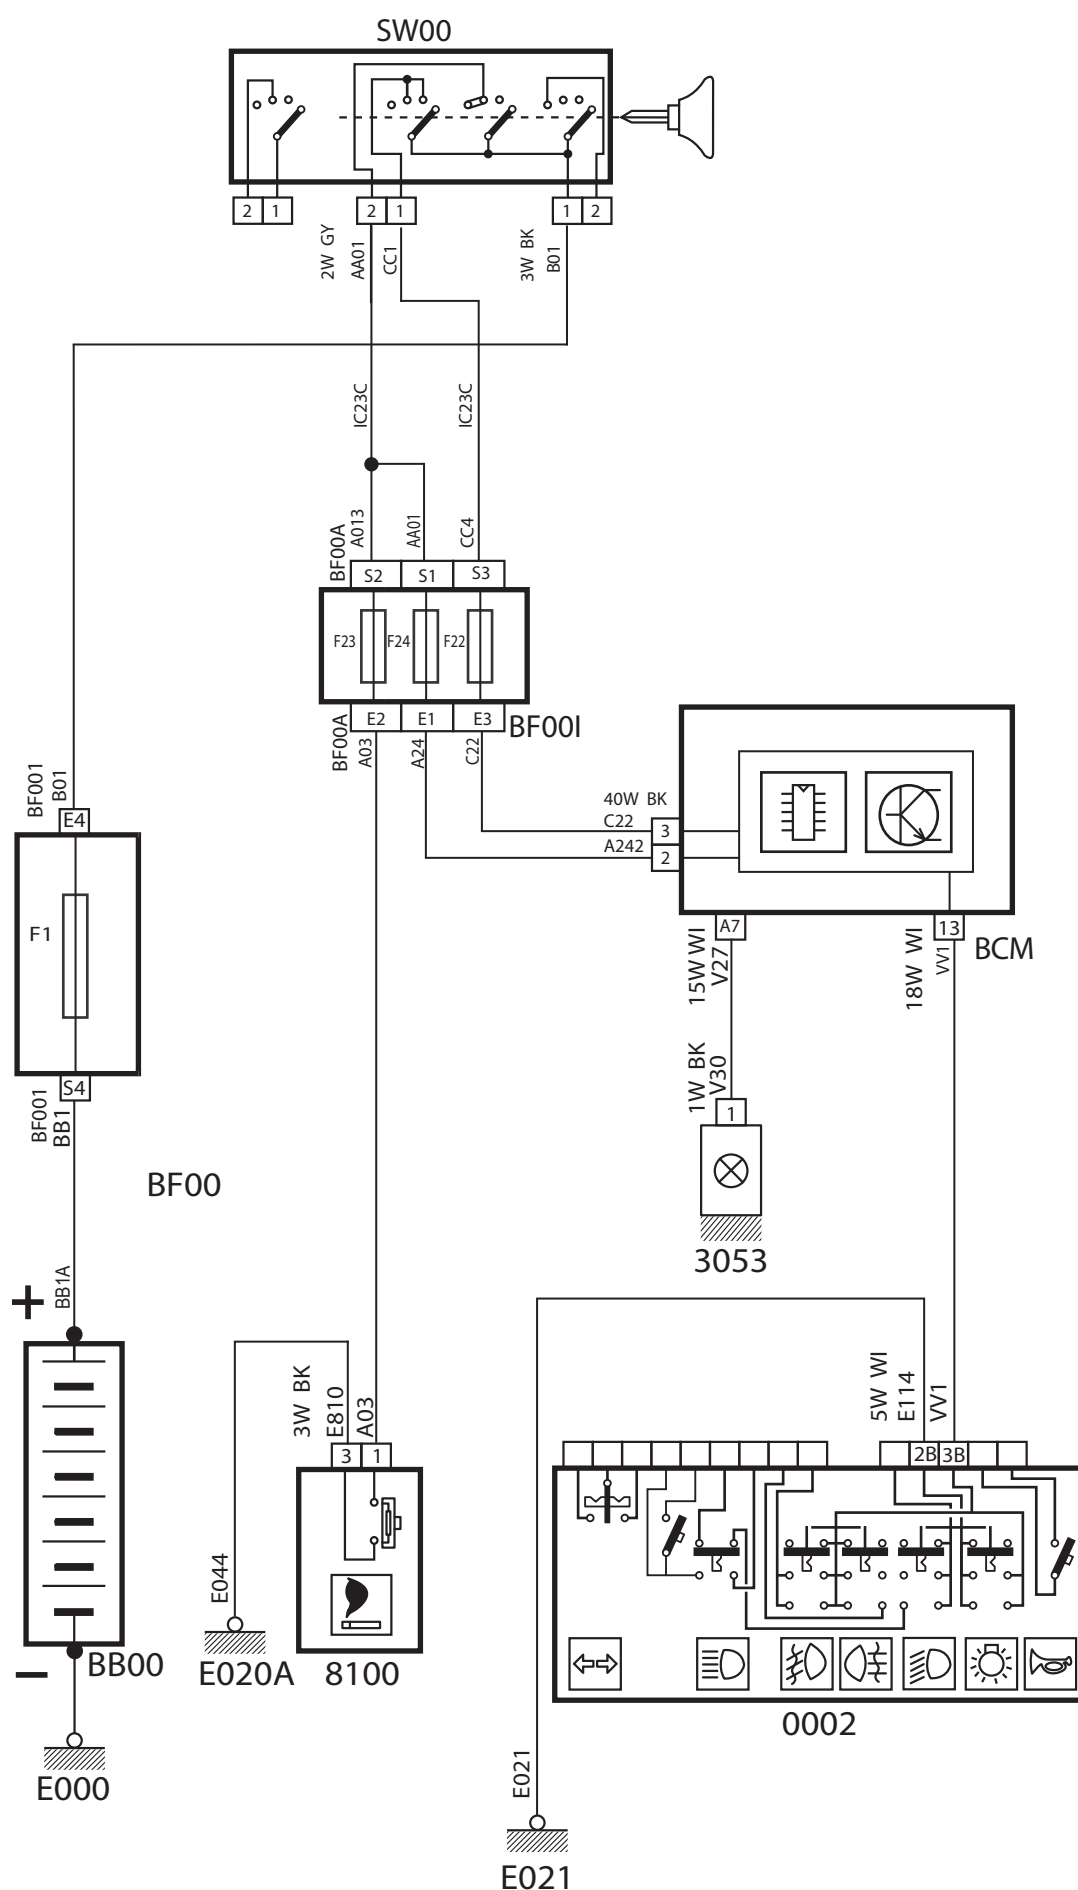 SW00
2 1
2 1
1 2
2W GY
AA01
CC1
3W BK
B01
IC23C
IC23C
BF00A
A013
AA01
CC4
S2 S1 S3
F23 F24 F22
E2 E1 E3
BF00I
BF00A
A03
A24
C22
40W BK
C22
3
A242
2
BF001
B01
E4
F1
S4
BF001
BB1
BF00
A7
13
BCM
15W WI
V27
18W WI
VV1
1W BK
V30
1
3053
BB1A
+
−
BB00
E000
3W BK
E810
A03
3 1
E044
E020A
8100
5W WI
E114
VV1
2B 3B
0002
E021
E021